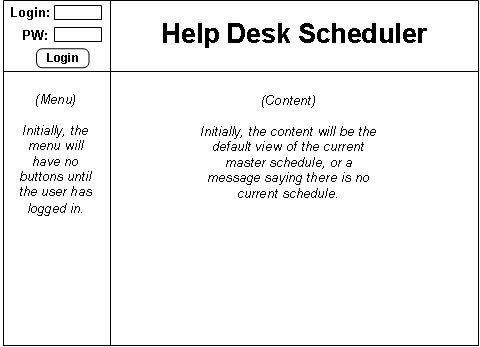 Login:
PW:
Login
Help Desk Scheduler
(Menu)
Initially, the
menu will
have no
buttons until
the user has
logged in.
(Content)
Initially, the content will be the
default view of the current
master schedule, or a
message saying there is no
current schedule.